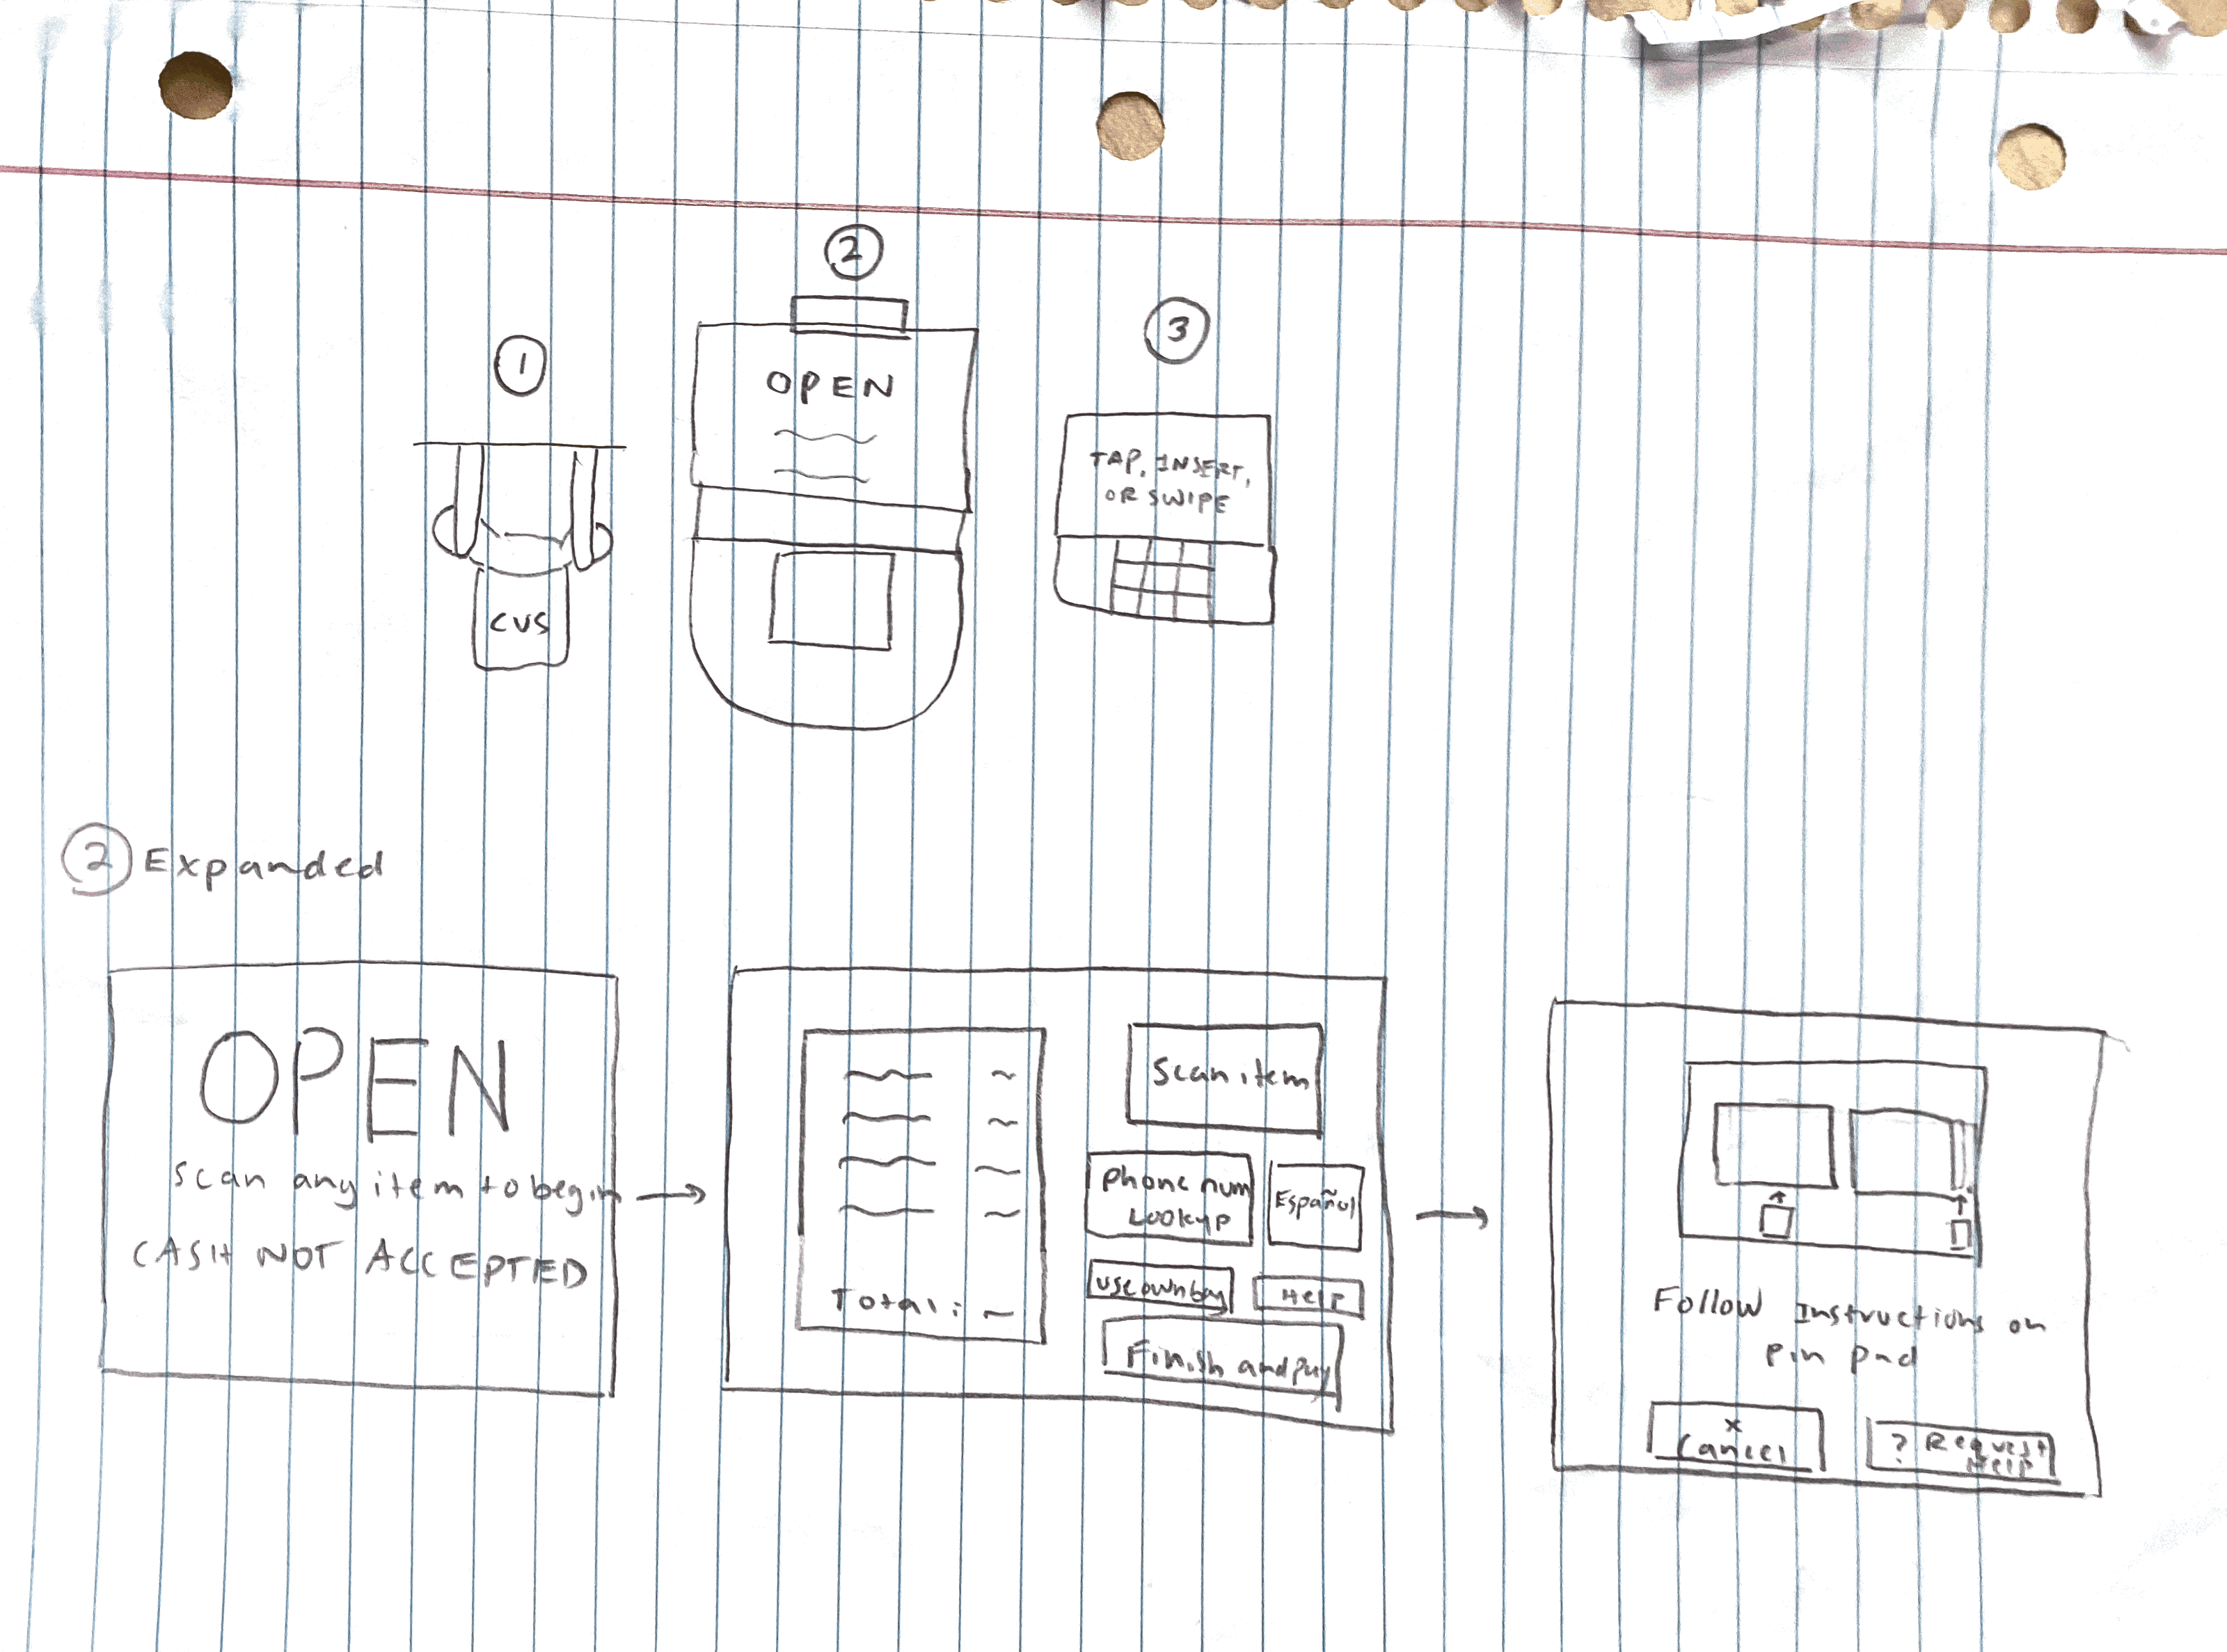 ①
②
③
CVS
OPEN
TAP, INSERT,
OR SWIPE
② Expanded
OPEN
scan any item to begin
CASH NOT ACCEPTED
Total: ~
Scan item
phone num
Lookup
Español
use own bag
Help
Finish and pay
Follow Instructions on
pin pad
x
Cancel
? Request
Help